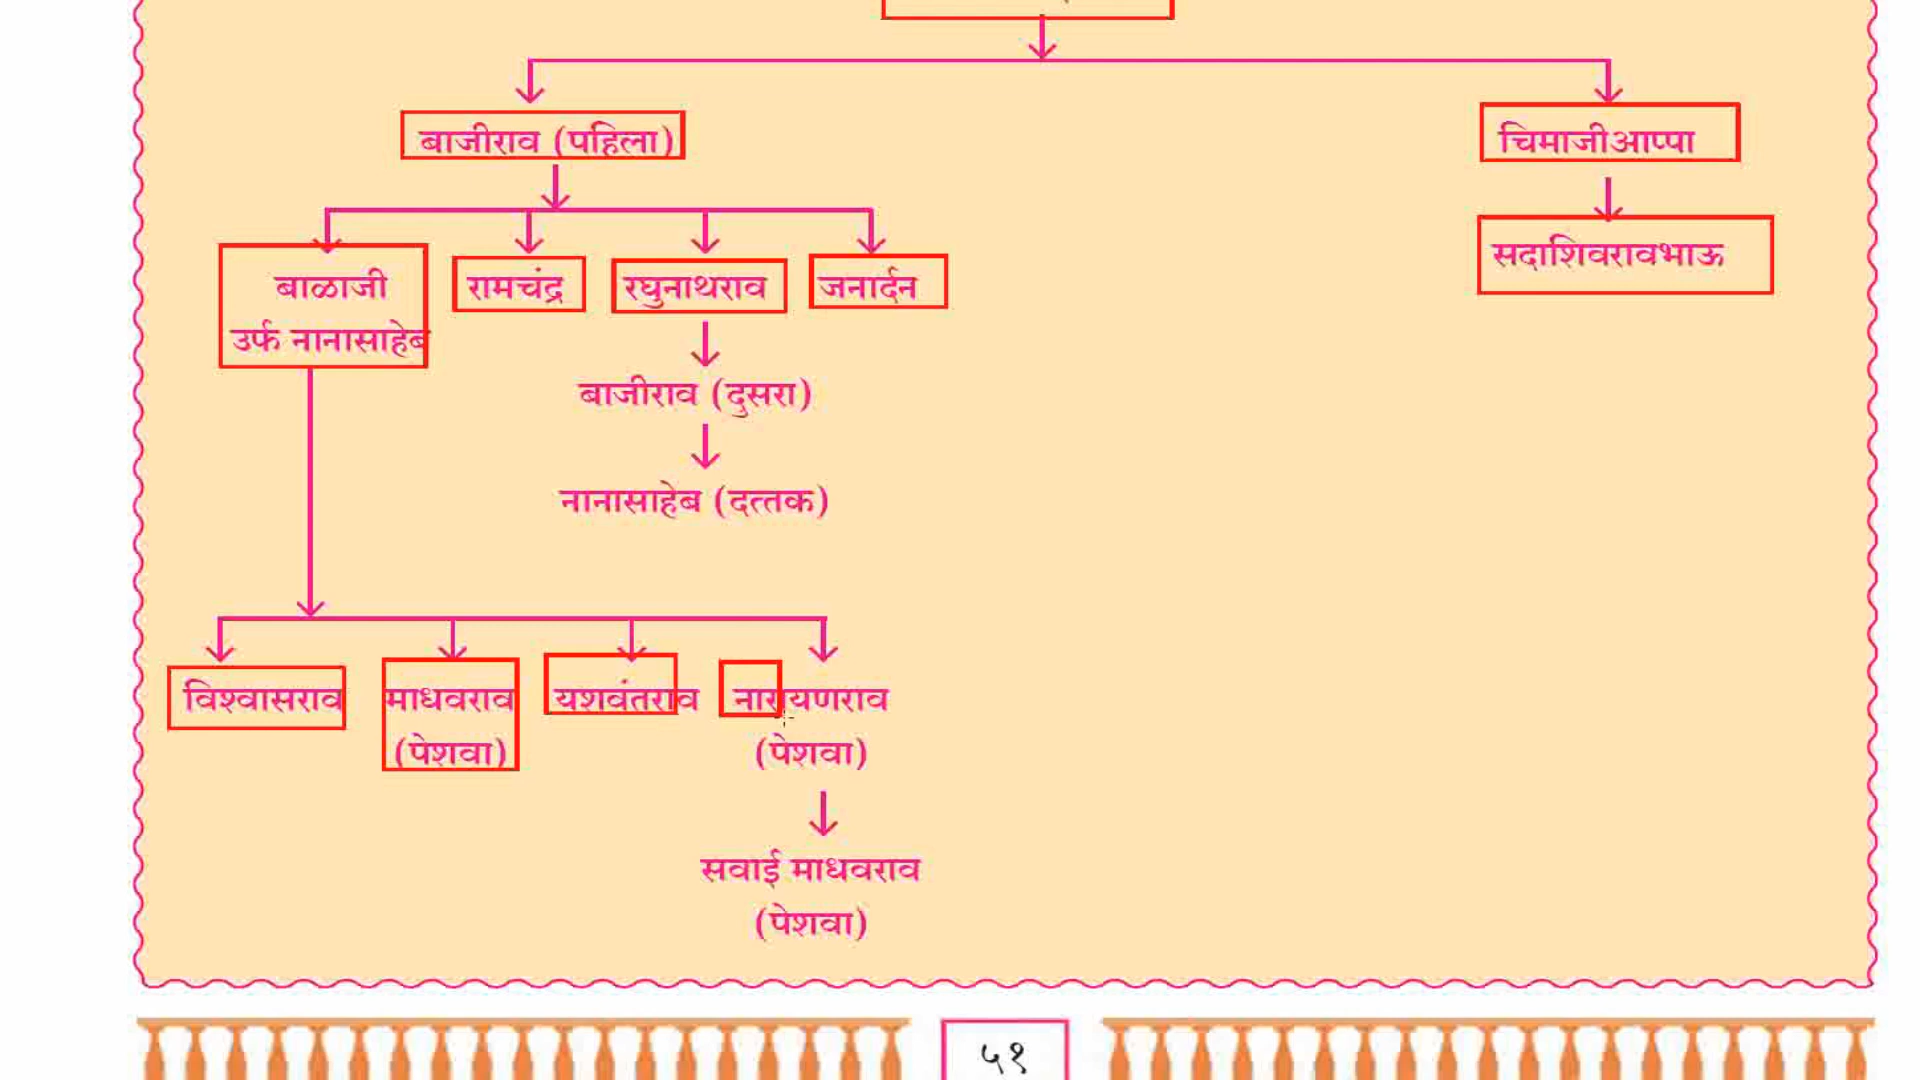 बाजीराव (पहिला)
चिमाजीआप्पा
बाळाजी
उर्फ नानासाहेब
रामचंद्र
रघुनाथराव
जनार्दन
सदाशिवरावभाऊ
बाजीराव (दुसरा)
नानासाहेब (दत्तक)
विश्वासराव
माधवराव
(पेशवा)
यशवंतराव
नारायणराव
(पेशवा)
सवाई माधवराव
(पेशवा)
५१